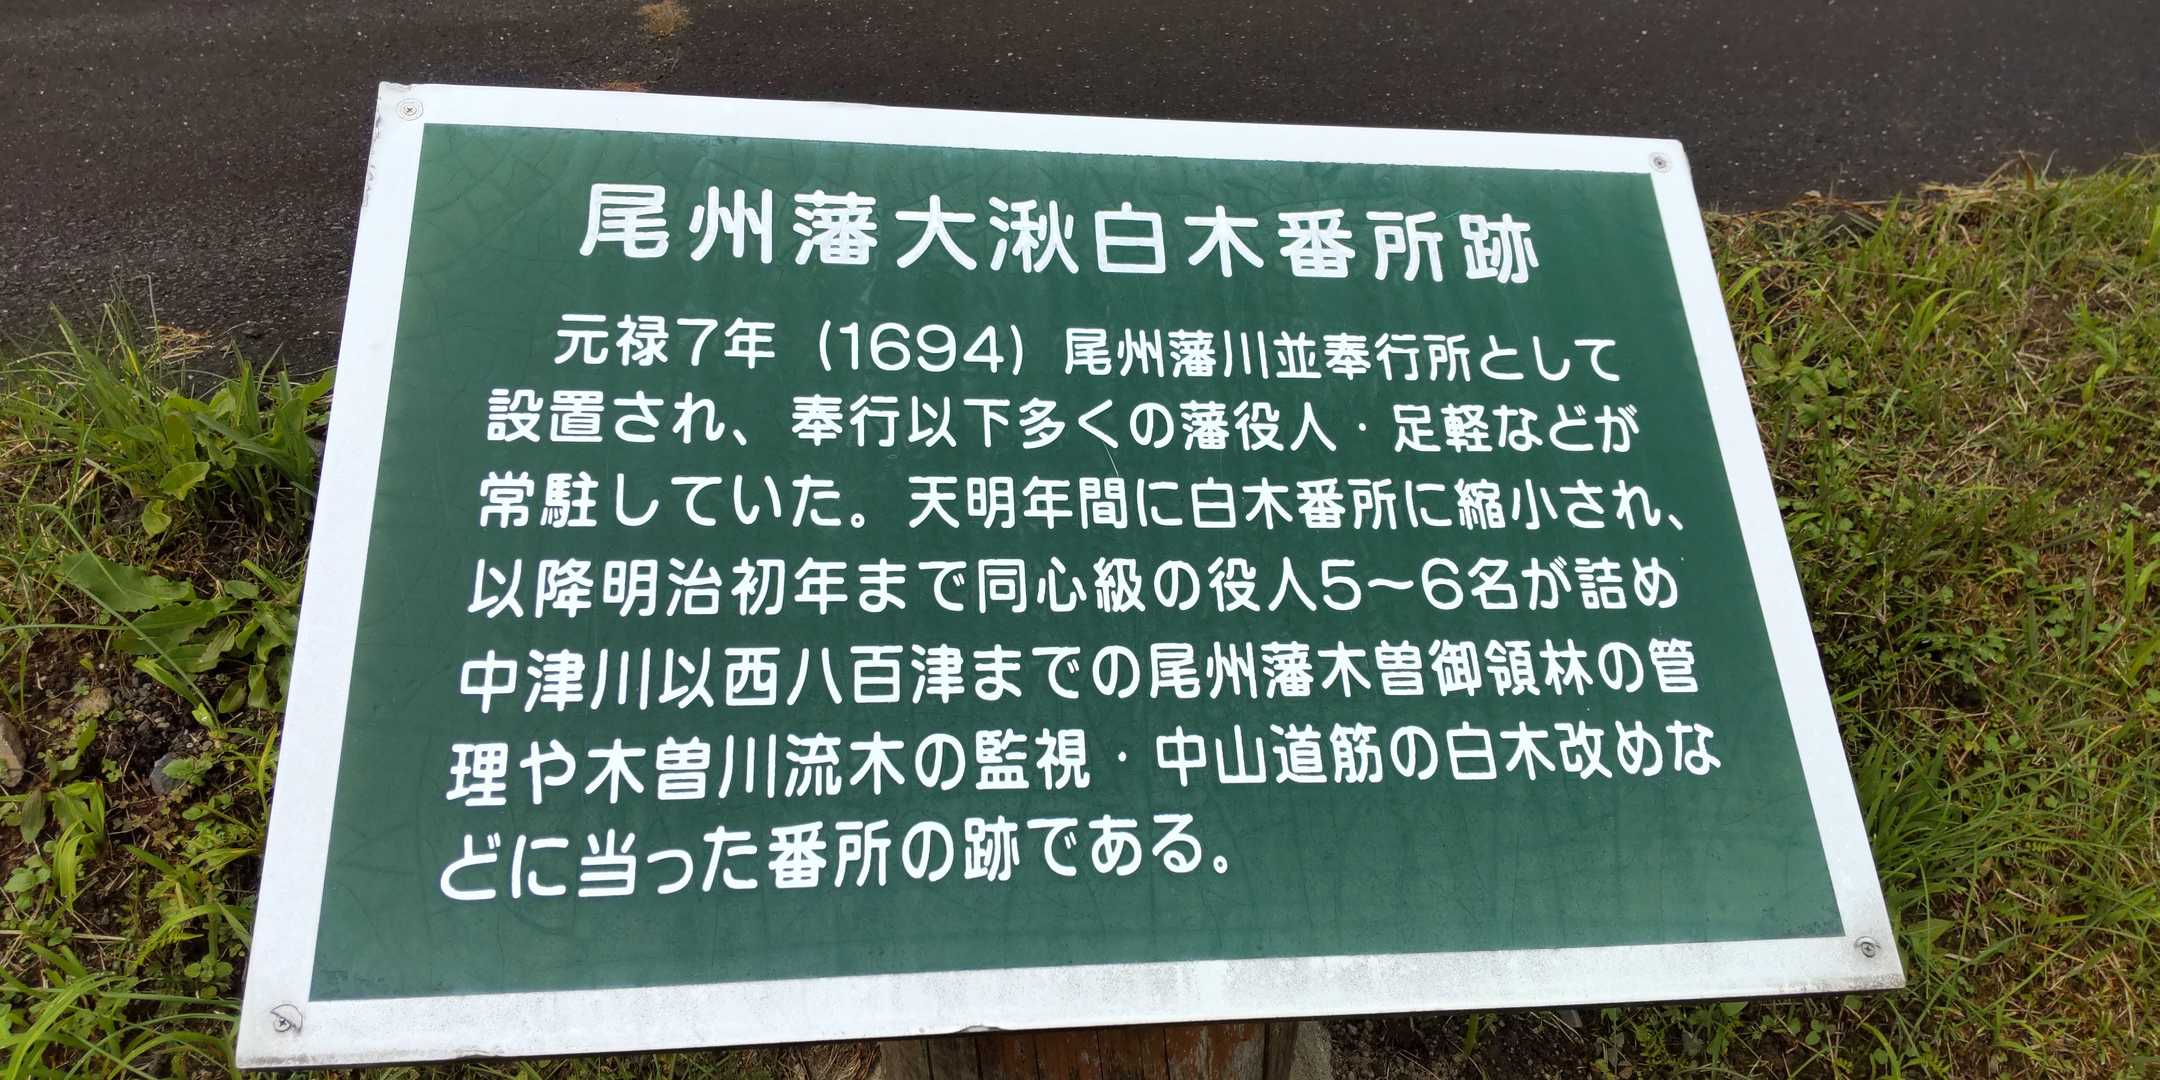 尾州藩大湫白木番所跡
元禄7年（1694）尾州藩川並奉行所として
設置され、奉行以下多くの藩役人・足軽などが
常駐していた。天明年間に白木番所に縮小され、
以降明治初年まで同心級の役人5～6名が詰め
中津川以西八百津までの尾州藩木曽御領林の管
理や木曽川流木の監視・中山道筋の白木改めな
どに当った番所の跡である。